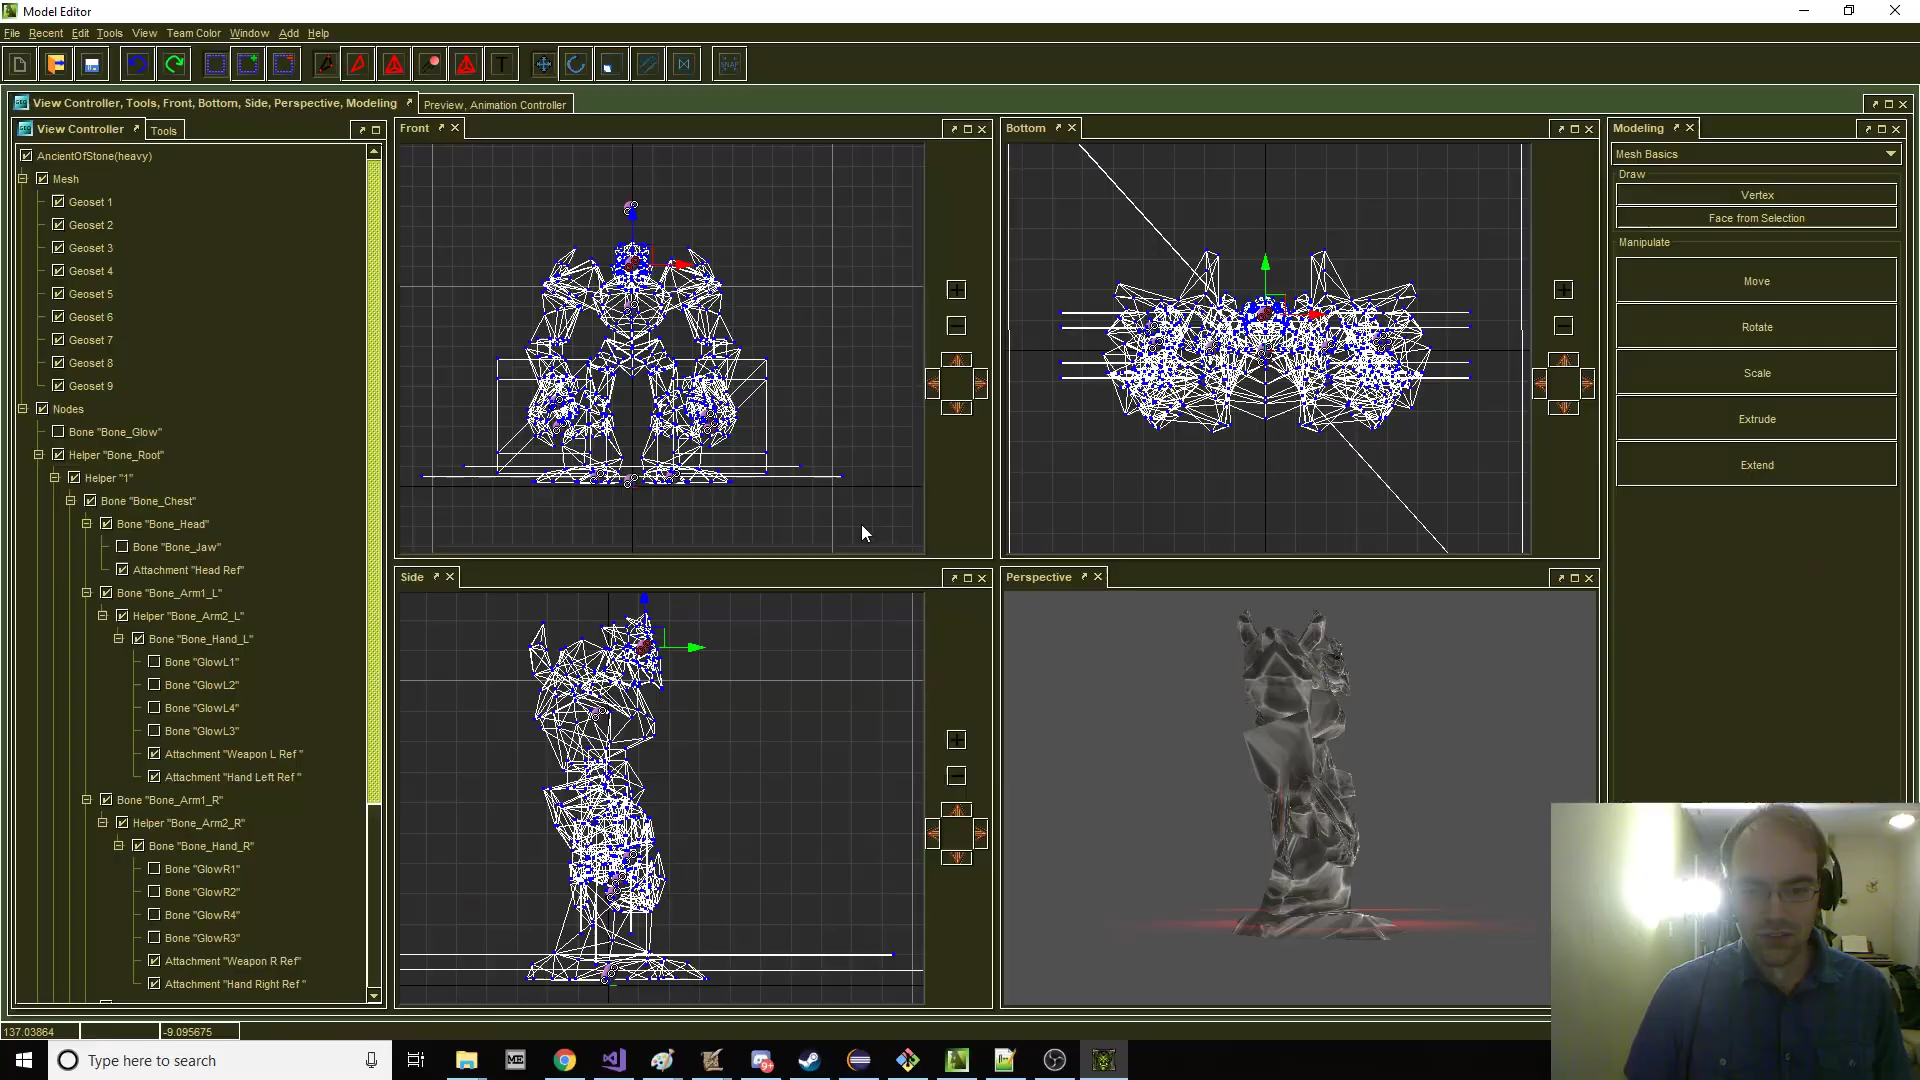 Model Editor
File Recent Edit Tools View Team Color Window Add Help
T
SNAP
View Controller, Tools, Front, Bottom, Side, Perspective, Modeling
Preview, Animation Controller
View Controller
Tools
Front
Bottom
Modeling
AncientOfStone(heavy)
Mesh
Geoset 1
Geoset 2
Geoset 3
Geoset 4
Geoset 5
Geoset 6
Geoset 7
Geoset 8
Geoset 9
Nodes
Bone "Bone_Glow"
Helper "Bone_Root"
Helper "1"
Bone "Bone_Chest"
Bone "Bone_Head"
Bone "Bone_Jaw"
Attachment "Head Ref"
Bone "Bone_Arm1_L"
Helper "Bone_Arm2_L"
Bone "Bone_Hand_L"
Bone "GlowL1"
Bone "GlowL2"
Bone "GlowL4"
Bone "GlowL3"
Attachment "Weapon L Ref "
Attachment "Hand Left Ref "
Bone "Bone_Arm1_R"
Helper "Bone_Arm2_R"
Bone "Bone_Hand_R"
Bone "GlowR1"
Bone "GlowR2"
Bone "GlowR4"
Bone "GlowR3"
Attachment "Weapon R Ref"
Attachment "Hand Right Ref "
Side
Perspective
Mesh Basics
Draw
Vertex
Face from Selection
Manipulate
Move
Rotate
Scale
Extrude
Extend
137.03864
-9.095675
Type here to search